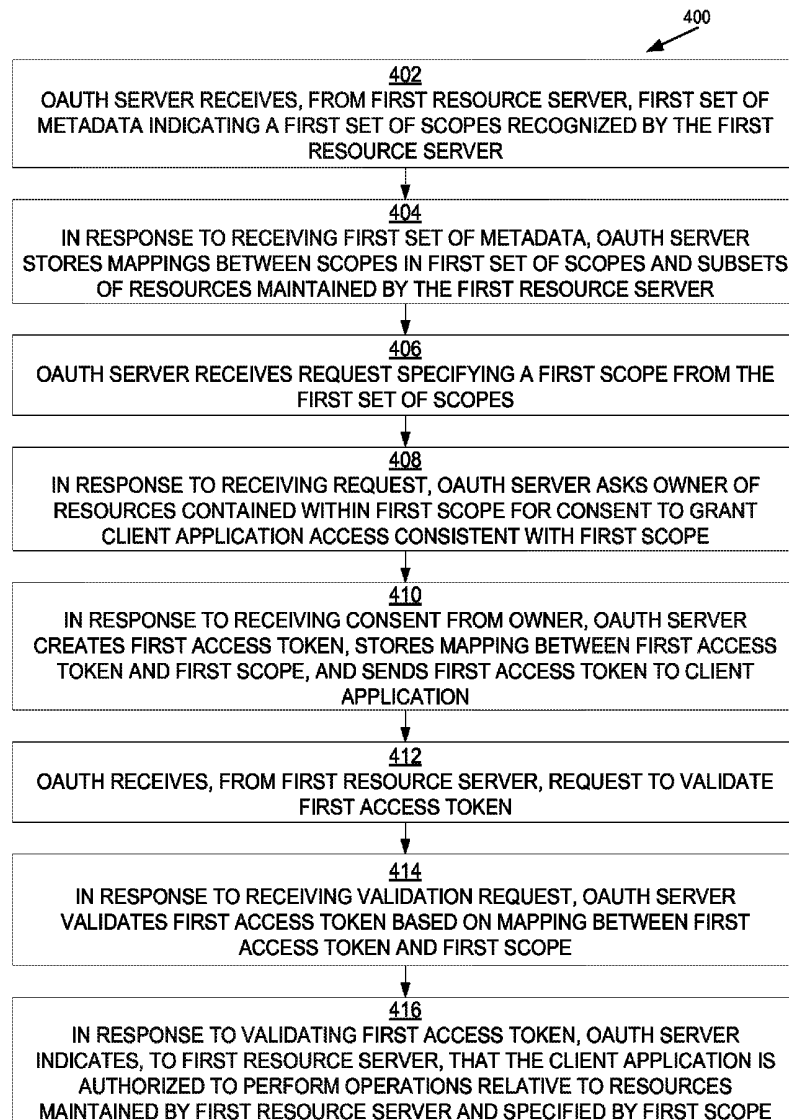 400
402
OAUTH SERVER RECEIVES, FROM FIRST RESOURCE SERVER, FIRST SET OF
METADATA INDICATING A FIRST SET OF SCOPES RECOGNIZED BY THE FIRST
RESOURCE SERVER
404
IN RESPONSE TO RECEIVING FIRST SET OF METADATA, OAUTH SERVER
STORES MAPPINGS BETWEEN SCOPES IN FIRST SET OF SCOPES AND SUBSETS
OF RESOURCES MAINTAINED BY THE FIRST RESOURCE SERVER
406
OAUTH SERVER RECEIVES REQUEST SPECIFYING A FIRST SCOPE FROM THE
FIRST SET OF SCOPES
408
IN RESPONSE TO RECEIVING REQUEST, OAUTH SERVER ASKS OWNER OF
RESOURCES CONTAINED WITHIN FIRST SCOPE FOR CONSENT TO GRANT
CLIENT APPLICATION ACCESS CONSISTENT WITH FIRST SCOPE
410
IN RESPONSE TO RECEIVING CONSENT FROM OWNER, OAUTH SERVER
CREATES FIRST ACCESS TOKEN, STORES MAPPING BETWEEN FIRST ACCESS
TOKEN AND FIRST SCOPE, AND SENDS FIRST ACCESS TOKEN TO CLIENT
APPLICATION
412
OAUTH RECEIVES, FROM FIRST RESOURCE SERVER, REQUEST TO VALIDATE
FIRST ACCESS TOKEN
414
IN RESPONSE TO RECEIVING VALIDATION REQUEST, OAUTH SERVER
VALIDATES FIRST ACCESS TOKEN BASED ON MAPPING BETWEEN FIRST
ACCESS TOKEN AND FIRST SCOPE
416
IN RESPONSE TO VALIDATING FIRST ACCESS TOKEN, OAUTH SERVER
INDICATES, TO FIRST RESOURCE SERVER, THAT THE CLIENT APPLICATION IS
AUTHORIZED TO PERFORM OPERATIONS RELATIVE TO RESOURCES
MAINTAINED BY FIRST RESOURCE SERVER AND SPECIFIED BY FIRST SCOPE